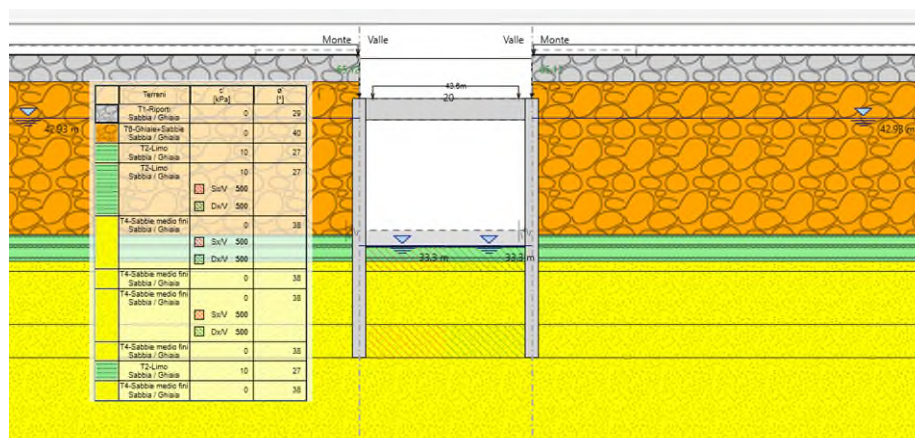 Monte Valle Valle Monte
43.6m
20
42.93 m
42.93 m
33.3 m 33.3 m
Terreni c' [kPa] ø' [°]
T1-Riporti
Sabbia / Ghiaia 0 29
T6-Ghiaie+Sabbie
Sabbia / Ghiaia 0 40
T2-Limo
Sabbia / Ghiaia 10 27
T2-Limo
Sabbia / Ghiaia 10 27
Sx/V 500
Dx/V 500
T4-Sabbie medio fini
Sabbia / Ghiaia 0 38
Sx/V 500
Dx/V 500
T4-Sabbie medio fini
Sabbia / Ghiaia 0 38
T4-Sabbie medio fini
Sabbia / Ghiaia 0 38
Sx/V 500
Dx/V 500
T4-Sabbie medio fini
Sabbia / Ghiaia 0 38
T2-Limo
Sabbia / Ghiaia 10 27
T4-Sabbie medio fini
Sabbia / Ghiaia 0 38